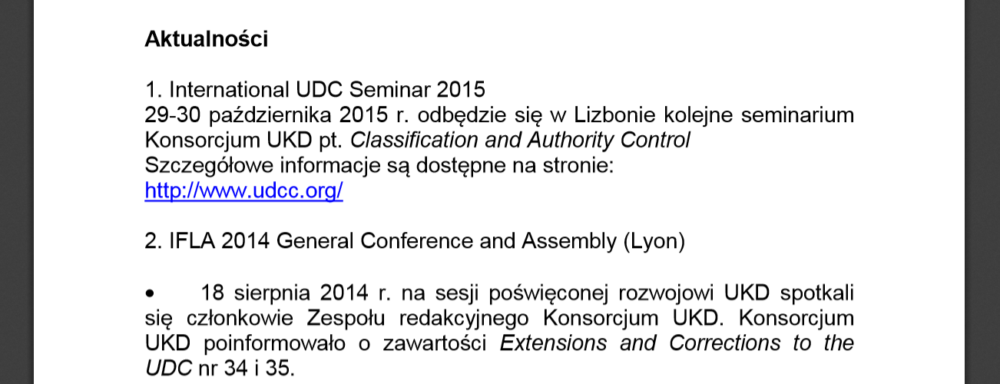 Aktualności
1. International UDC Seminar 2015
29-30 października 2015 r. odbędzie się w Lizbonie kolejne seminarium
Konsorcjum UKD pt. Classification and Authority Control
Szczegółowe informacje są dostępne na stronie:
http://www.udcc.org/
2. IFLA 2014 General Conference and Assembly (Lyon)
• 18 sierpnia 2014 r. na sesji poświęconej rozwojowi UKD spotkali
się członkowie Zespołu redakcyjnego Konsorcjum UKD. Konsorcjum
UKD poinformowało o zawartości Extensions and Corrections to the
UDC nr 34 i 35.